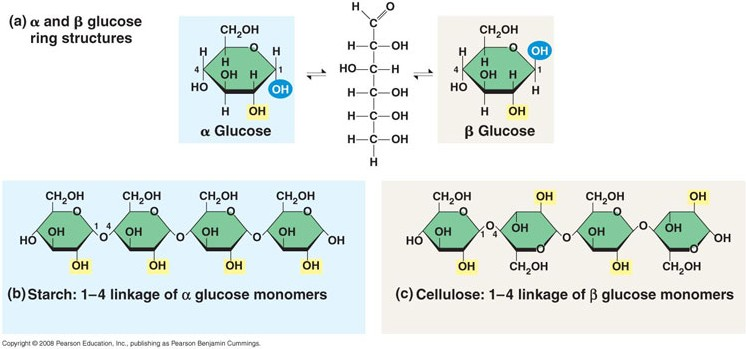 (a) α and β glucose
ring structures
CH₂OH
O
H
H
H
4
1
OH
H
HO
OH
H
OH
α Glucose
H
O
C
H—C—OH
HO—C—H
H—C—OH
H—C—OH
H—C—OH
H
CH₂OH
O
H
OH
H
4
1
OH
H
HO
H
H
OH
β Glucose
CH₂OH
CH₂OH
CH₂OH
CH₂OH
O
O
O
O
1 4
HO
OH
O
OH
O
OH
O
OH
OH
OH
OH
OH
OH
(b) Starch: 1–4 linkage of α glucose monomers
CH₂OH
OH
CH₂OH
OH
O
O
O
OH
1
4
OH
OH
OH
HO
O
OH
O
O
OH
CH₂OH
OH
CH₂OH
(c) Cellulose: 1–4 linkage of β glucose monomers
Copyright © 2008 Pearson Education, Inc., publishing as Pearson Benjamin Cummings.